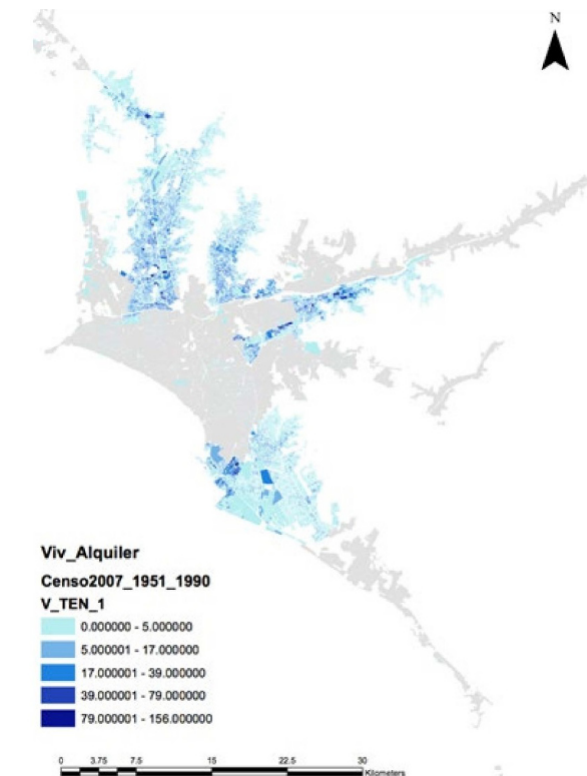 N
Viv_Alquiler
Censo2007_1951_1990
V_TEN_1
0.000000 - 5.000000
5.000001 - 17.000000
17.000001 - 39.000000
39.000001 - 79.000000
79.000001 - 156.000000
0 3.75 7.5 15 22.5 30
Kilometers